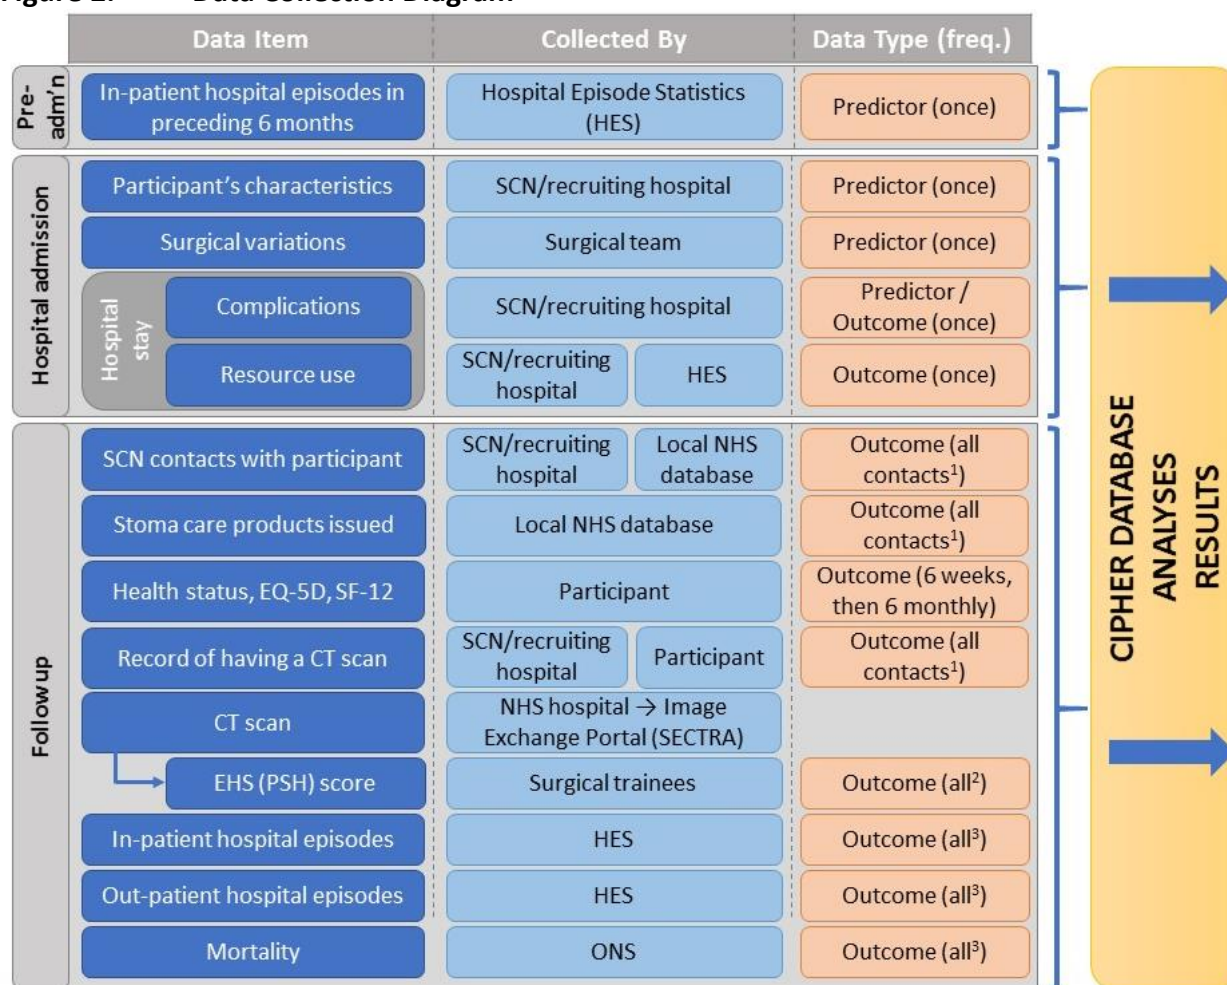 Figure 2. Data Collection Diagram
Data Item Collected By Data Type (freq.)
Pre-
adm'n
In-patient hospital episodes in
preceding 6 months
Hospital Episode Statistics
(HES)
Predictor (once)
Hospital admission
Participant's characteristics
SCN/recruiting hospital
Predictor (once)
Surgical variations
Surgical team
Predictor (once)
Hospital
stay
Complications
SCN/recruiting hospital
Predictor /
Outcome (once)
Resource use
SCN/recruiting
hospital
HES
Outcome (once)
Follow up
SCN contacts with participant
SCN/recruiting
hospital
Local NHS
database
Outcome (all
contacts¹)
Stoma care products issued
Local NHS database
Outcome (all
contacts¹)
Health status, EQ-5D, SF-12
Participant
Outcome (6 weeks,
then 6 monthly)
Record of having a CT scan
SCN/recruiting
hospital
Participant
Outcome (all
contacts¹)
CT scan
NHS hospital → Image
Exchange Portal (SECTRA)
EHS (PSH) score
Surgical trainees
Outcome (all²)
In-patient hospital episodes
HES
Outcome (all³)
Out-patient hospital episodes
HES
Outcome (all³)
Mortality
ONS
Outcome (all³)
CIPHER DATABASE
ANALYSES
RESULTS